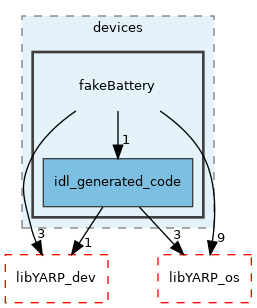 devices
fakeBattery
1
idl_generated_code
3
1
3
9
libYARP_dev
libYARP_os